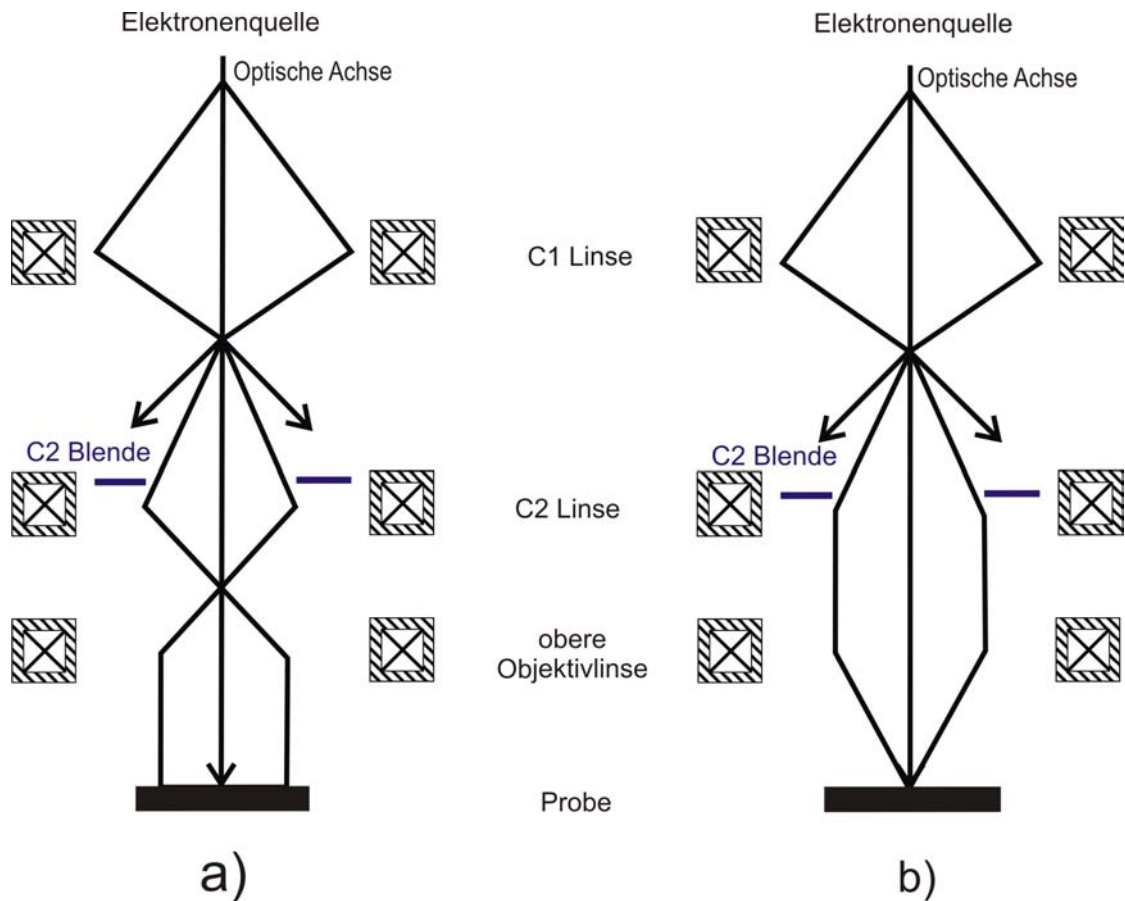 Elektronenquelle
Optische Achse
C2 Blende
a)
C1 Linse
C2 Linse
obere
Objektivlinse
Probe
Elektronenquelle
Optische Achse
C2 Blende
b)